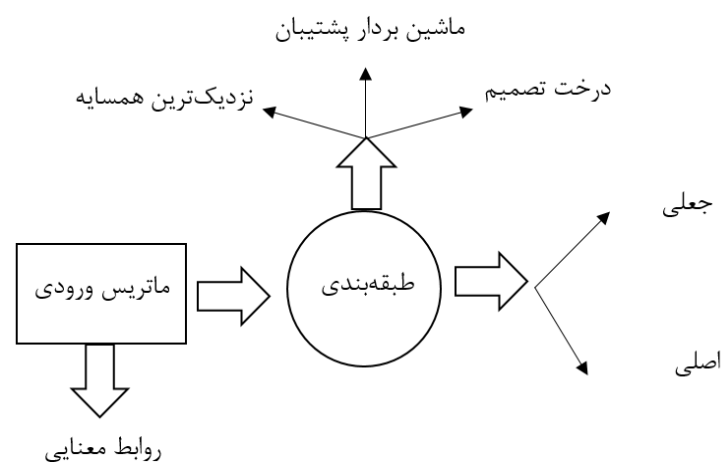 ماشین بردار پشتیبان
درخت تصمیم
نزدیک‌ترین همسایه
جعلی
ماتریس ورودی
طبقه‌بندی
اصلی
روابط معنایی